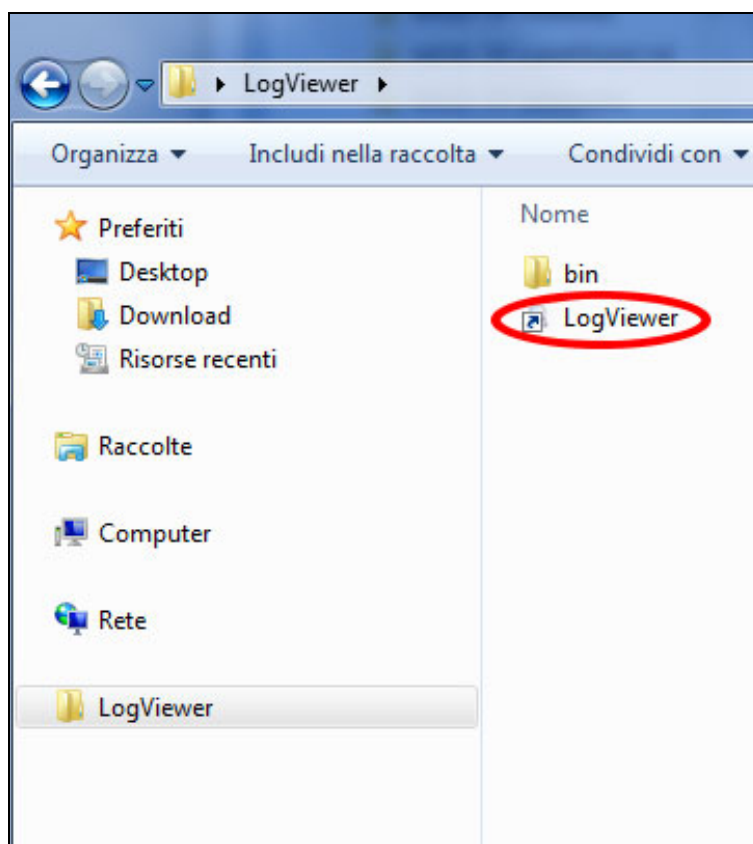 LogViewer
Organizza Includi nella raccolta Condividi con
Preferiti
Desktop
Download
Risorse recenti
Raccolte
Computer
Rete
LogViewer
Nome
bin
LogViewer